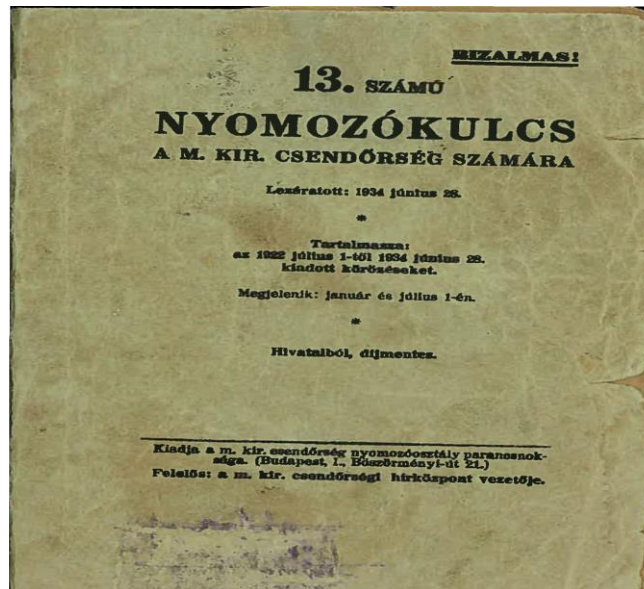 BIZALMAS!
13. SZÁMÚ
NYOMOZÓKULCS
A M. KIR. CSENDŐRSÉG SZÁMÁRA
Lezáratott: 1934 június 28.
*
Tartalmazza:
az 1922 július 1-től 1934 június 28.
kiadott körözéseket.
Megjelenik: január és július 1-én.
*
Hivatalból, díjmentes.
Kiadja a m. kir. csendőrség nyomozóosztály parancsnok-
sága. (Budapest, I., Böszörményi-út 21.)
Felelős: a m. kir. csendőrségi hírközpont vezetője.